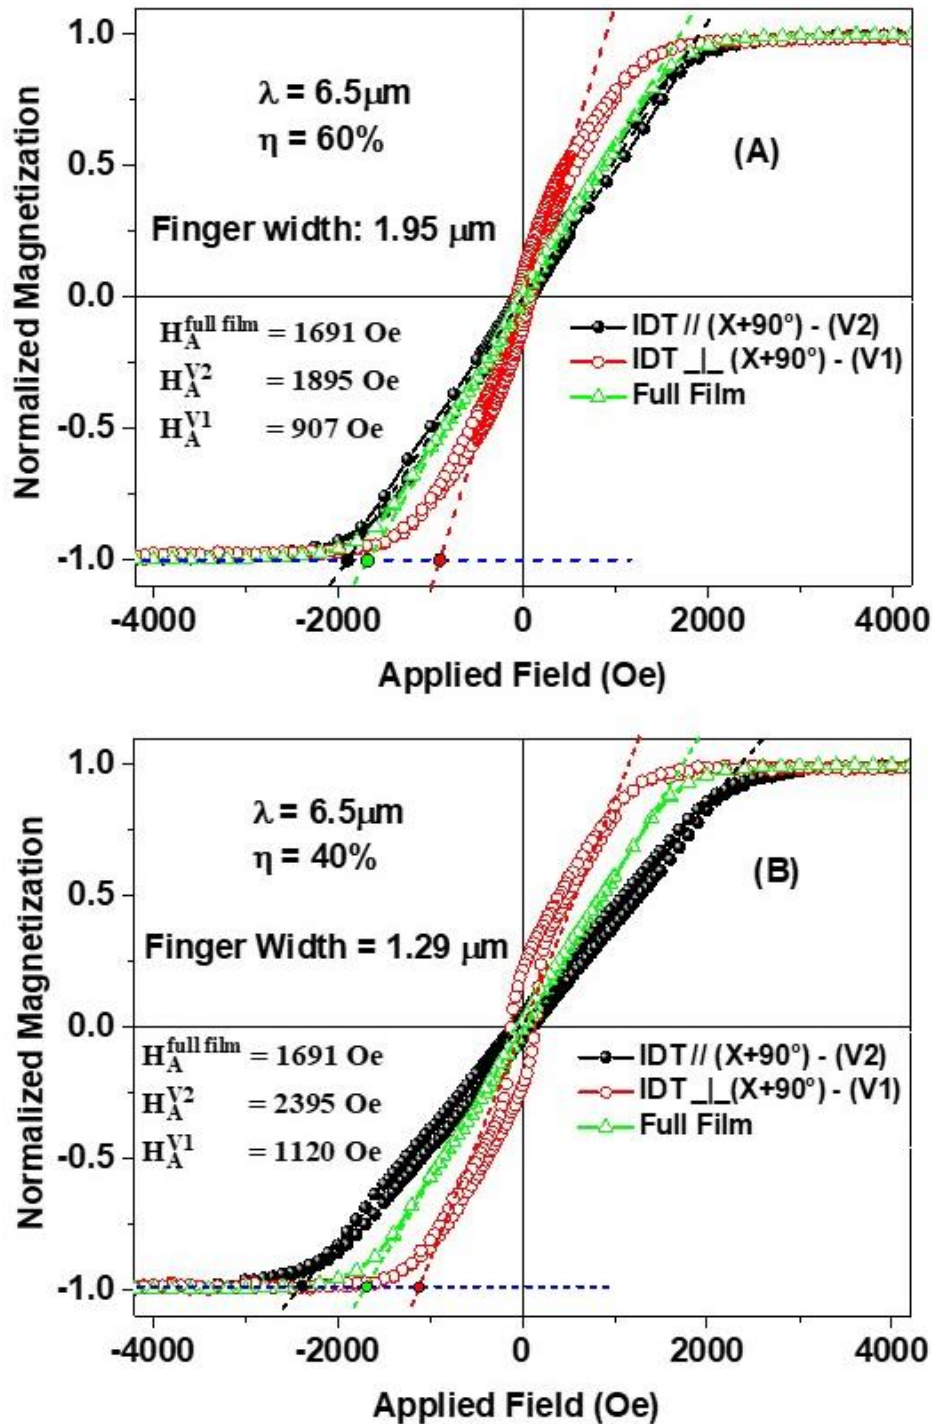 1.0
0.5
0.0
-0.5
-1.0
Normalized Magnetization
λ = 6.5μm
η = 60%
(A)
Finger width: 1.95 μm
H_A^full film = 1691 Oe
H_A^V2 = 1895 Oe
H_A^V1 = 907 Oe
IDT // (X+90°) - (V2)
IDT _|_ (X+90°) - (V1)
Full Film
-4000 -2000 0 2000 4000
Applied Field (Oe)
1.0
0.5
0.0
-0.5
-1.0
Normalized Magnetization
λ = 6.5μm
η = 40%
(B)
Finger Width = 1.29 μm
H_A^full film = 1691 Oe
H_A^V2 = 2395 Oe
H_A^V1 = 1120 Oe
IDT // (X+90°) - (V2)
IDT _|_(X+90°) - (V1)
Full Film
-4000 -2000 0 2000 4000
Applied Field (Oe)